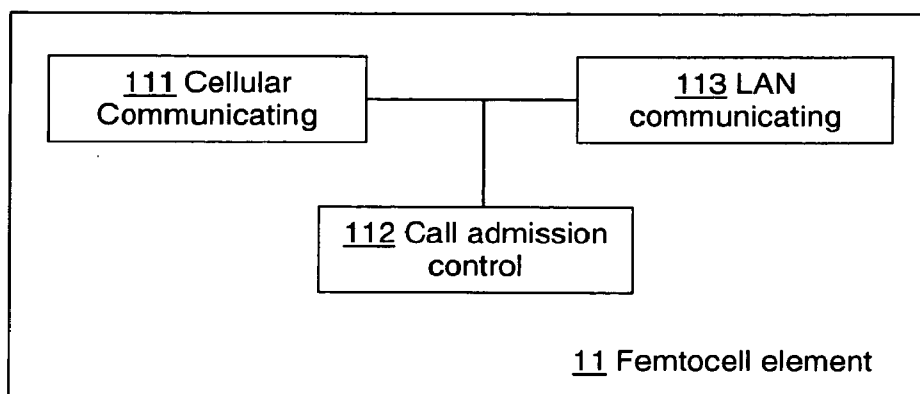 111 Cellular
Communicating
113 LAN
communicating
112 Call admission
control
11 Femtocell element